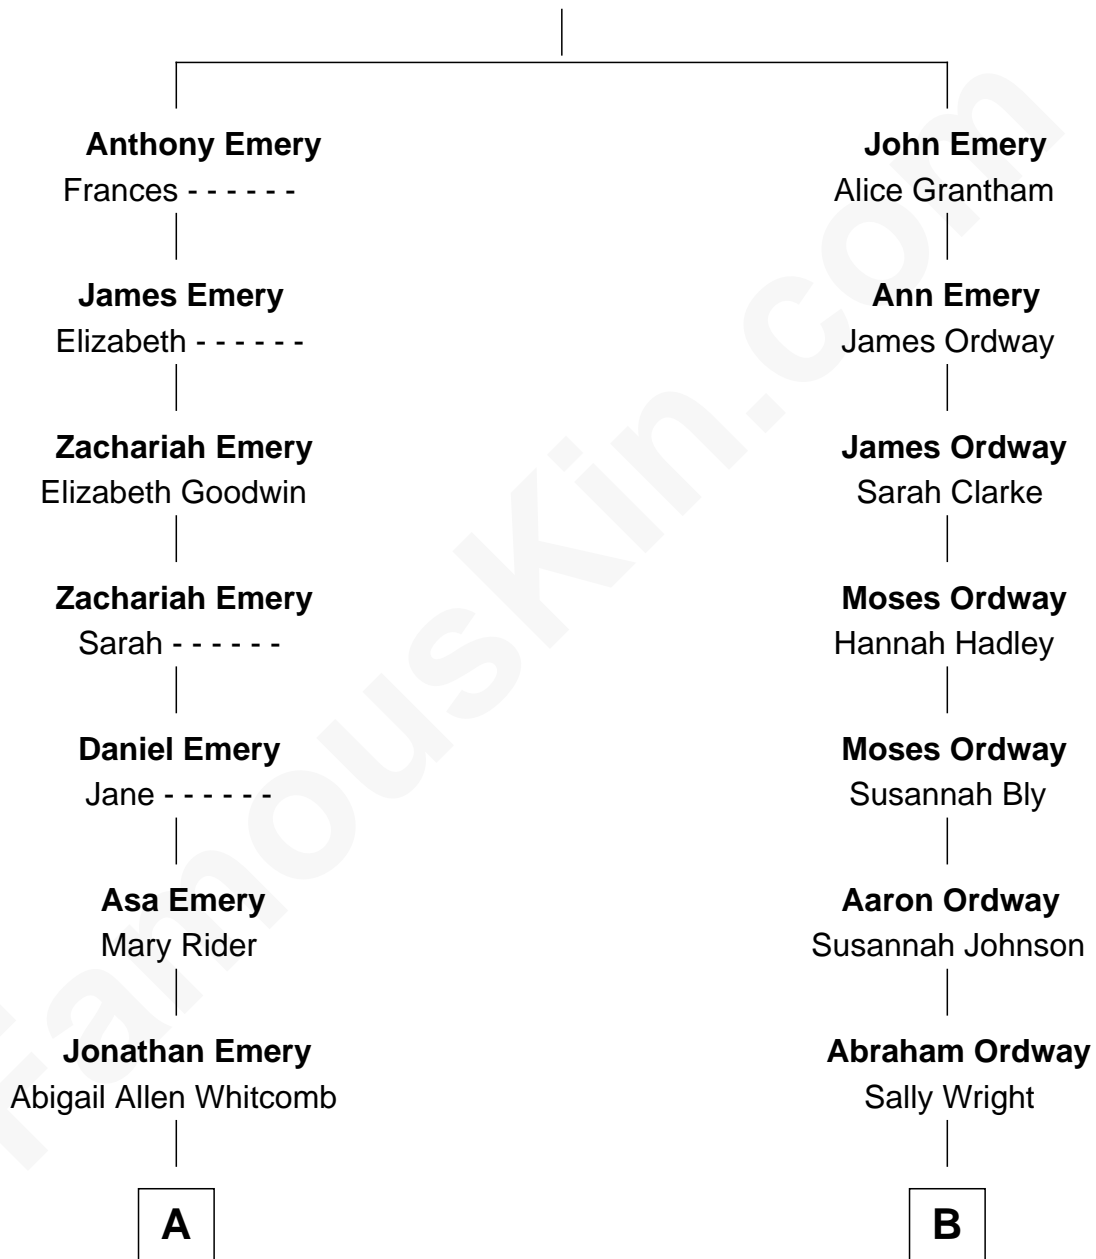 Anthony Emery
Frances - - - - - -
John Emery
Alice Grantham
James Emery
Elizabeth - - - - - -
Ann Emery
James Ordway
Zachariah Emery
Elizabeth Goodwin
James Ordway
Sarah Clarke
Zachariah Emery
Sarah - - - - - -
Moses Ordway
Hannah Hadley
Daniel Emery
Jane - - - - - -
Moses Ordway
Susannah Bly
Asa Emery
Mary Rider
Aaron Ordway
Susannah Johnson
Jonathan Emery
Abigail Allen Whitcomb
Abraham Ordway
Sally Wright
A
B
FamousKin.com